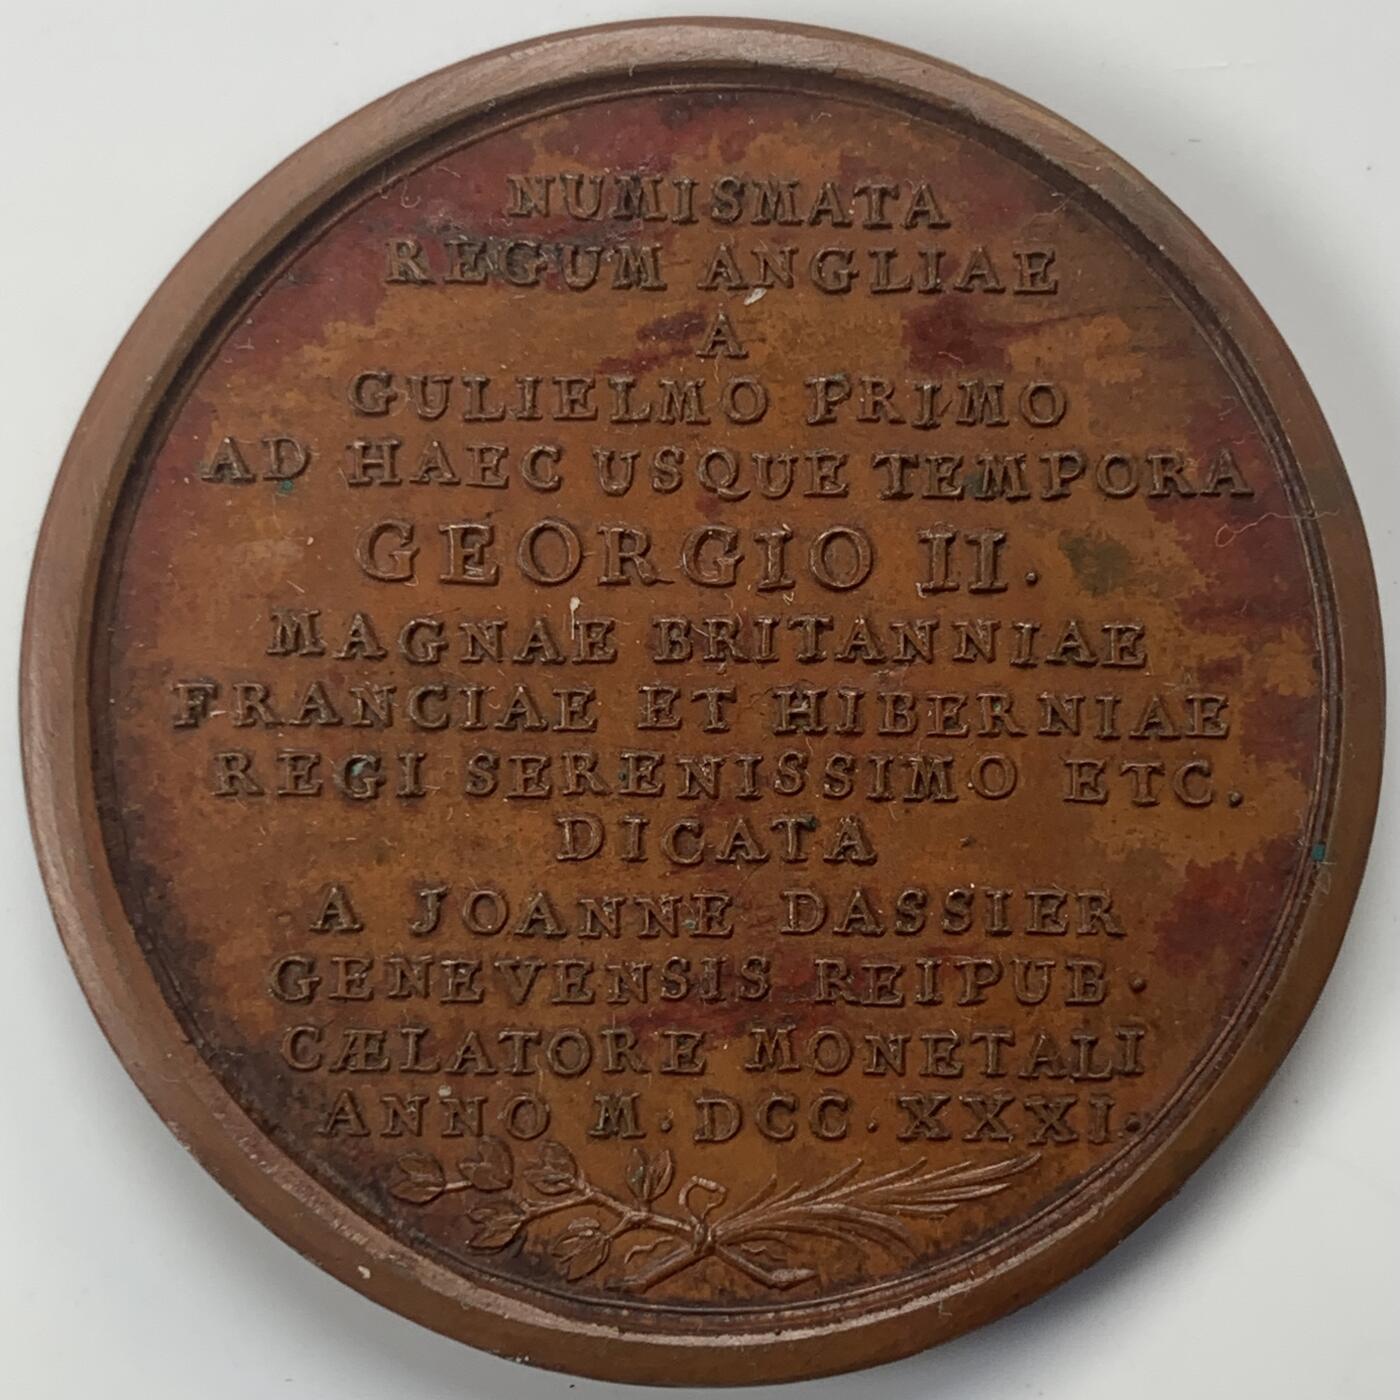 NUMISMATA
REGUM ANGLIAE
A
GULIELMO PRIMO
AD HAEC USQUE TEMPORA
GEORGIO II.
MAGNAE BRITANNIAE
FRANCIAE ET HIBERNIAE
REGI SERENISSIMO ETC.
DICATA
A JOANNE DASSIER
GENEVENSIS REIPUB.
CÆLATORE MONETALI
ANNO M.DCC.XXXI.